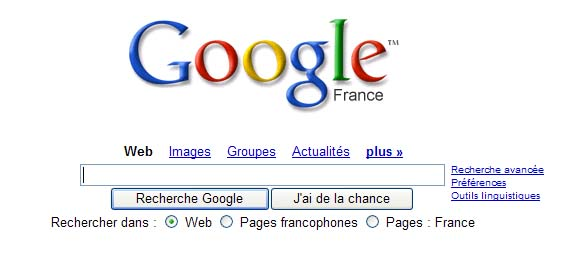 Google™
France
Web Images Groupes Actualités plus »
Recherche avancée
Préférences
Outils linguistiques
Recherche Google J'ai de la chance
Rechercher dans : Web Pages francophones Pages : France